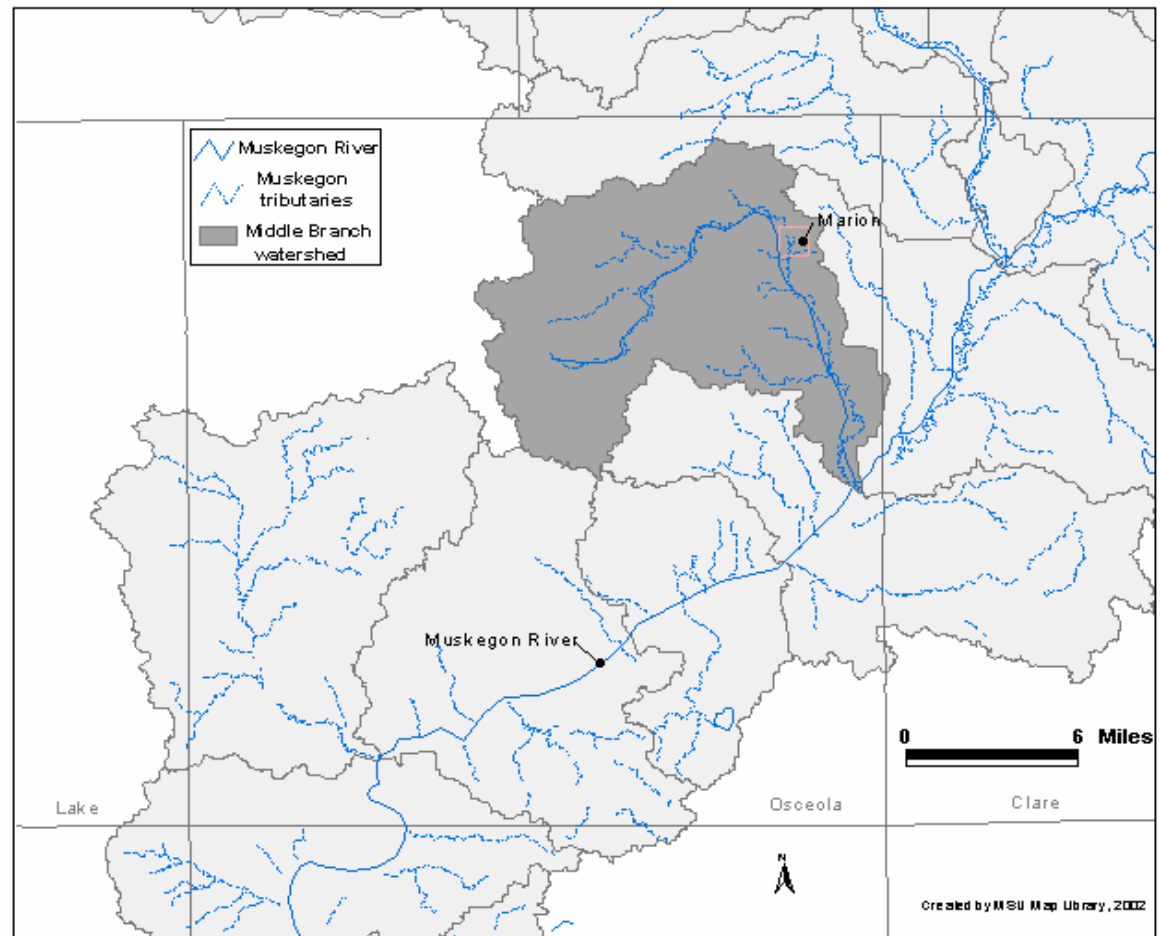 Muskegon River
Muskegon
tributaries
Middle Branch
watershed
Marion
Muskegon River
0 6 Miles
Lake
Osceola
Clare
N
Created by MSU Map Library, 2002